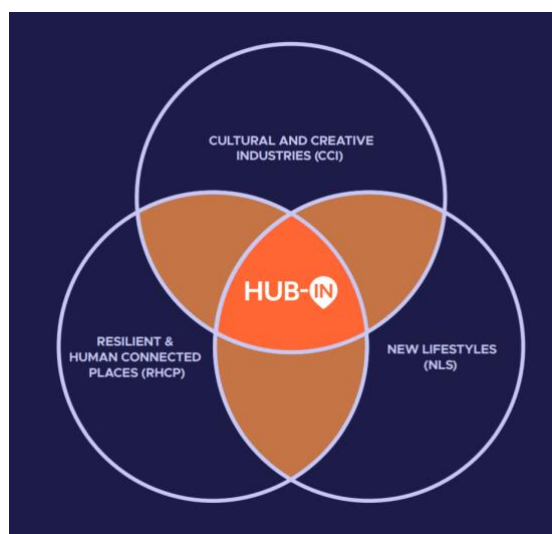 CULTURAL AND CREATIVE
INDUSTRIES (CCI)
HUB-IN
RESILIENT &
HUMAN CONNECTED
PLACES (RHCP)
NEW LIFESTYLES
(NLS)